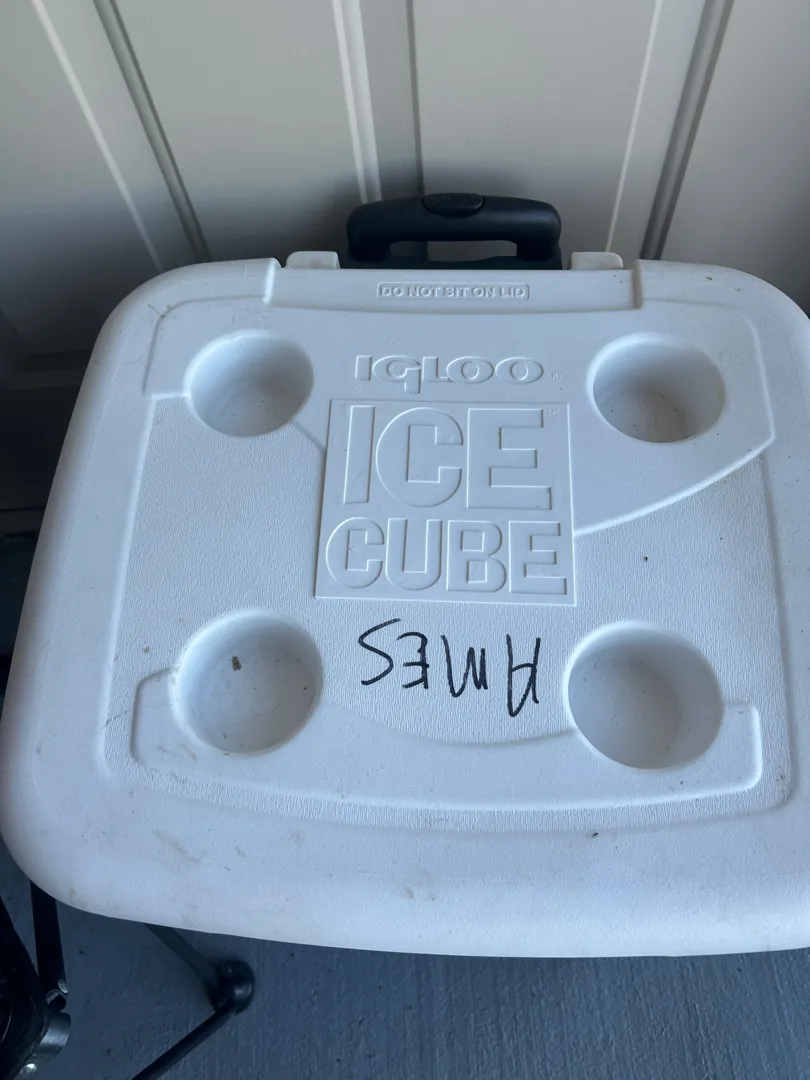 DO NOT SIT ON LID
IGLOO®
ICE
CUBE
AMES